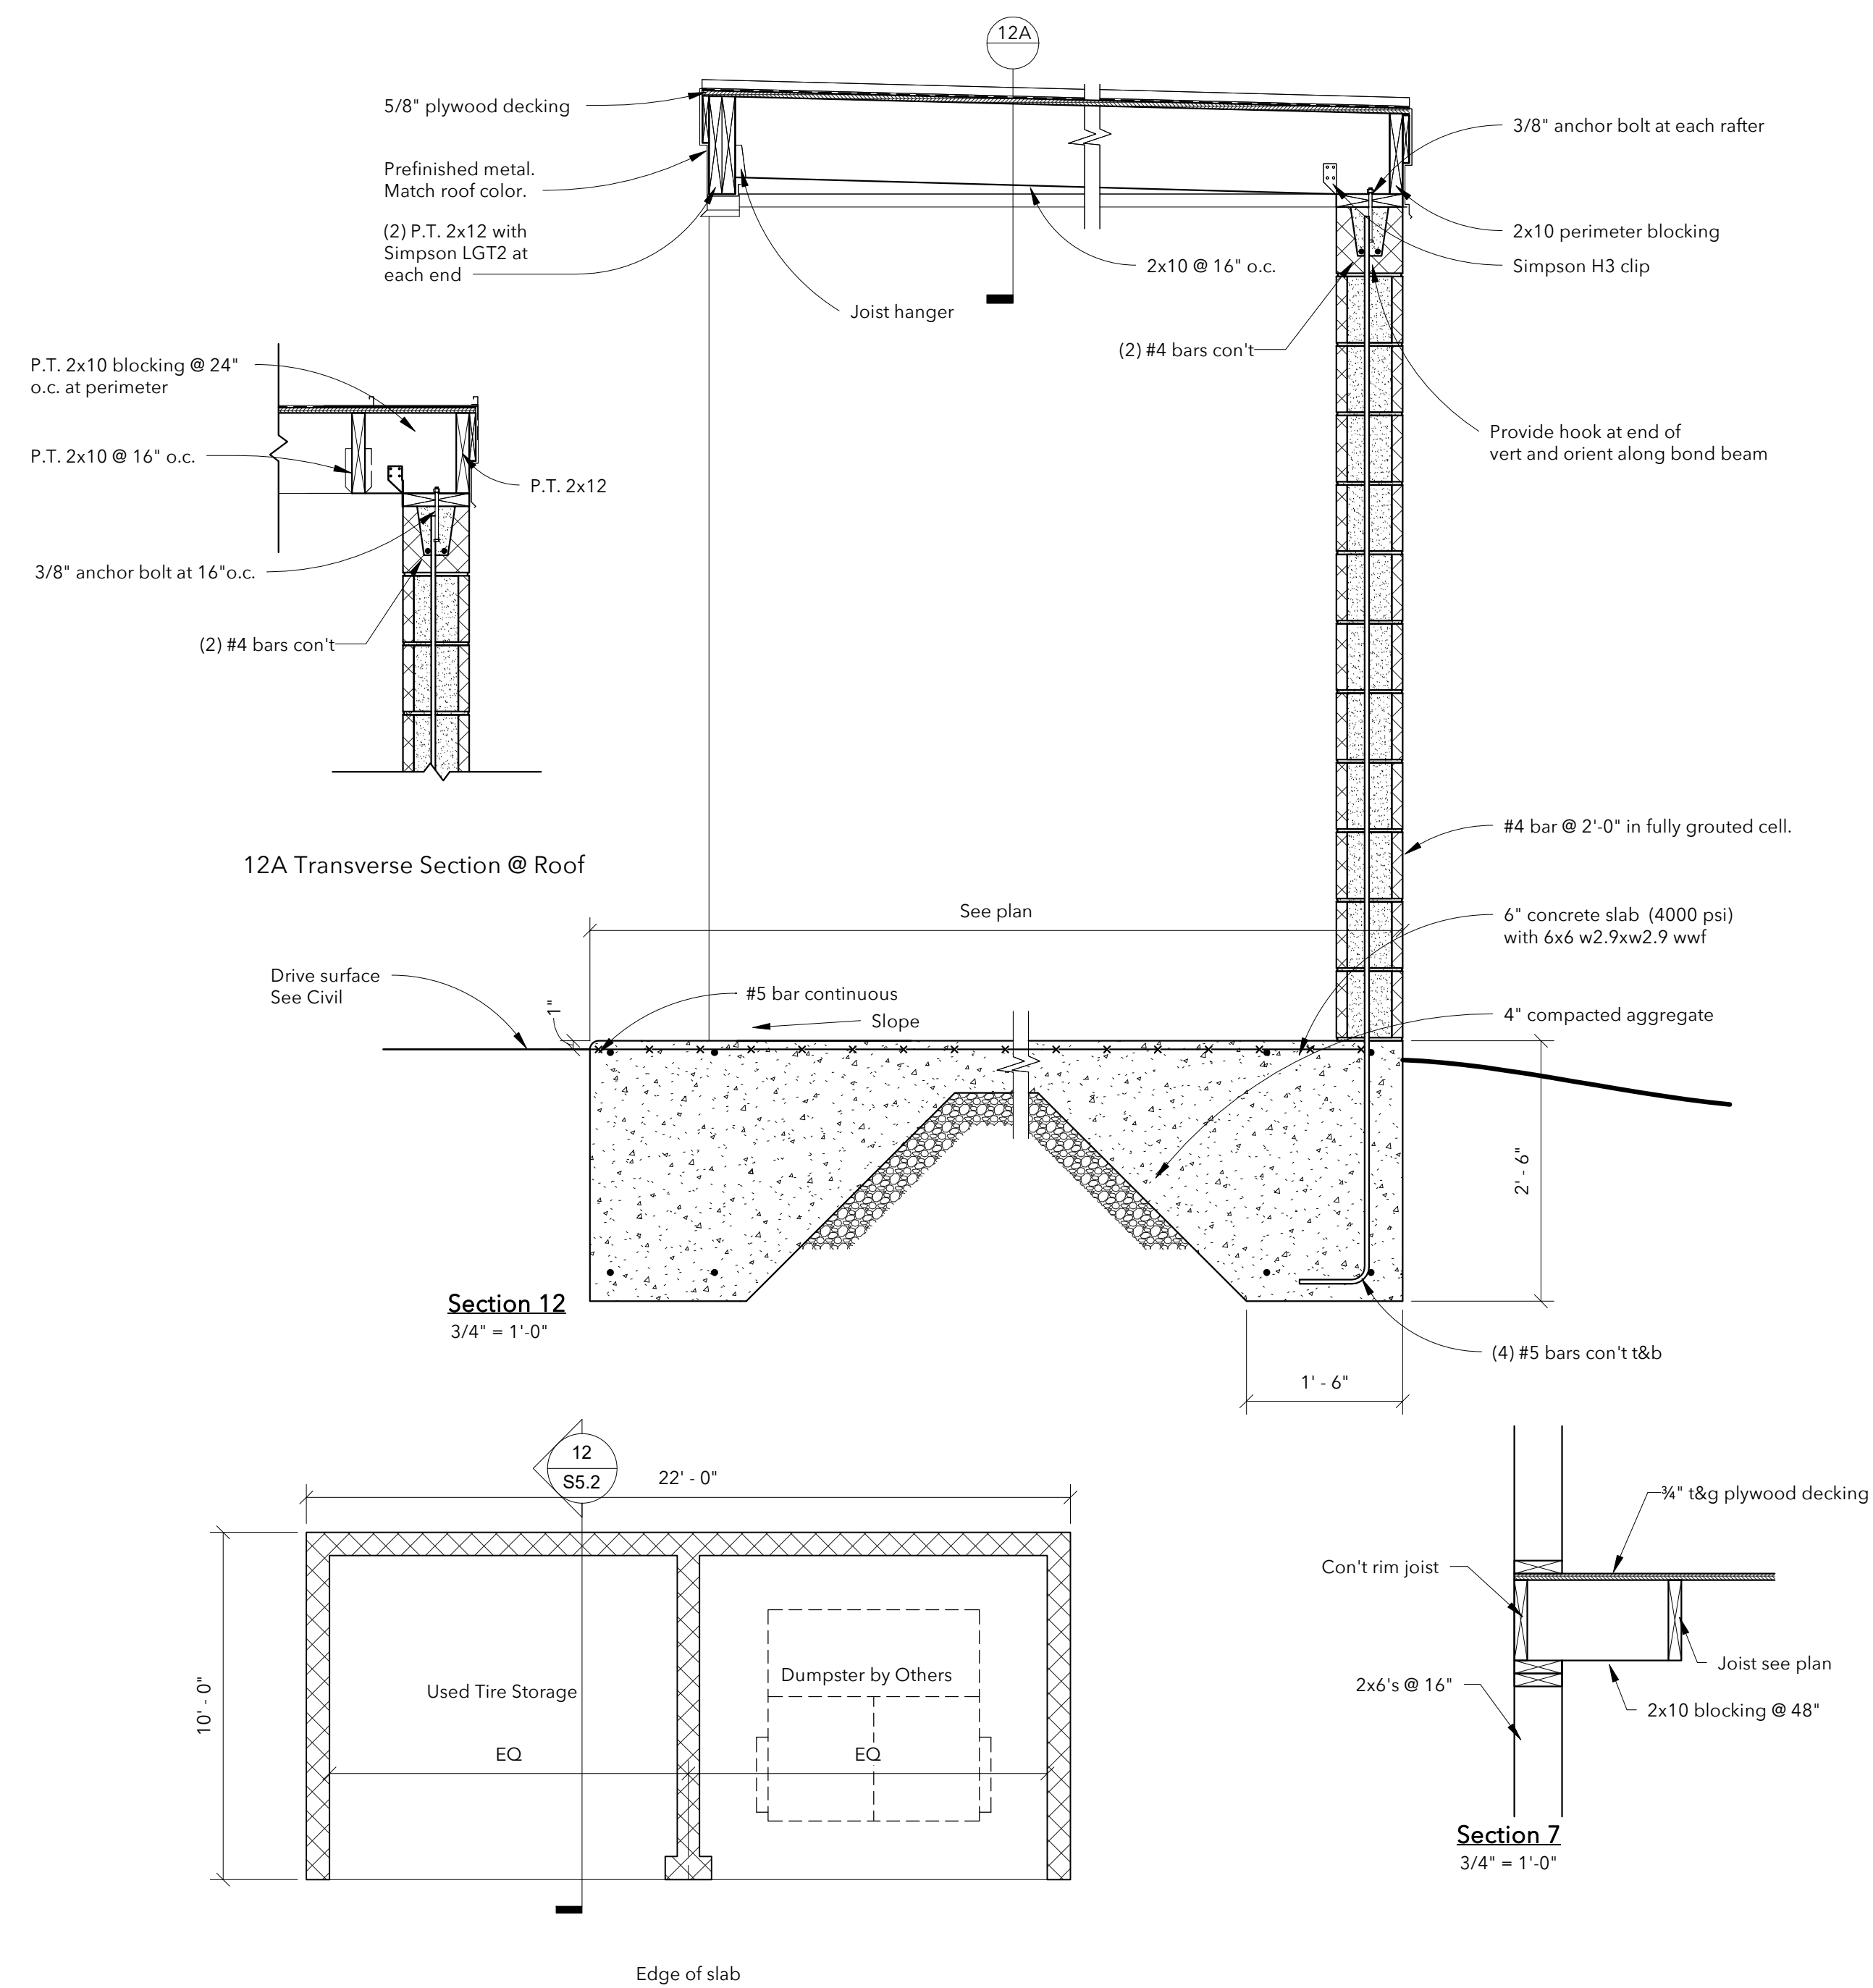 12A
5/8" plywood decking
3/8" anchor bolt at each rafter
Prefinished metal.
Match roof color.
(2) P.T. 2x12 with
Simpson LGT2 at
each end
2x10 perimeter blocking
2x10 @ 16" o.c.
Simpson H3 clip
Joist hanger
(2) #4 bars con't
P.T. 2x10 blocking @ 24"
o.c. at perimeter
Provide hook at end of
vert and orient along bond beam
P.T. 2x10 @ 16" o.c.
P.T. 2x12
3/8" anchor bolt at 16"o.c.
(2) #4 bars con't
#4 bar @ 2'-0" in fully grouted cell.
12A Transverse Section @ Roof
See plan
6" concrete slab (4000 psi)
with 6x6 w2.9xw2.9 wwf
Drive surface
See Civil
1"
#5 bar continuous
Slope
4" compacted aggregate
2' - 6"
Section 12
3/4" = 1'-0"
(4) #5 bars con't t&b
1' - 6"
12
S5.2
22' - 0"
¾" t&g plywood decking
Con't rim joist
Joist see plan
2x6's @ 16"
2x10 blocking @ 48"
10' - 0"
Used Tire Storage
Dumpster by Others
EQ
EQ
Section 7
3/4" = 1'-0"
Edge of slab